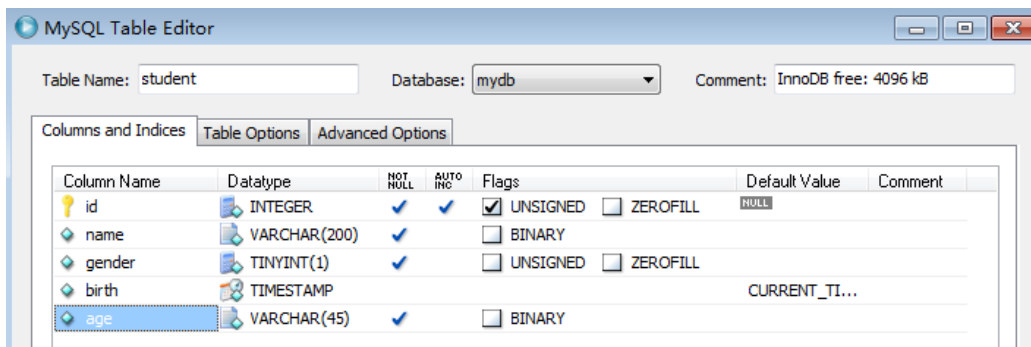 MySQL Table Editor
Table Name: student Database: mydb Comment: InnoDB free: 4096 kB
Columns and Indices Table Options Advanced Options
Column Name Datatype NOT NULL AUTO INC Flags Default Value Comment
id INTEGER UNSIGNED ZEROFILL NULL
name VARCHAR(200) BINARY
gender TINYINT(1) UNSIGNED ZEROFILL
birth TIMESTAMP CURRENT_TI...
age VARCHAR(45) BINARY